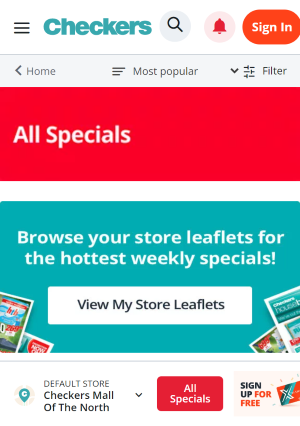 Checkers
Sign In
Home
Most popular
Filter
All Specials
Browse your store leaflets for
the hottest weekly specials!
View My Store Leaflets
DEFAULT STORE
Checkers Mall
Of The North
All
Specials
SIGN
UP FOR
FREE